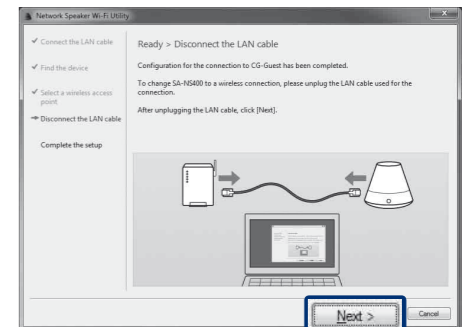 Network Speaker Wi-Fi Utility
Connect the LAN cable
Find the device
Select a wireless access
point
Disconnect the LAN cable
Complete the setup
Ready > Disconnect the LAN cable
Configuration for the connection to CG-Guest has been completed.
To change SA-NS400 to a wireless connection, please unplug the LAN cable used for the
connection.
After unplugging the LAN cable, click [Next].
Next >
Cancel